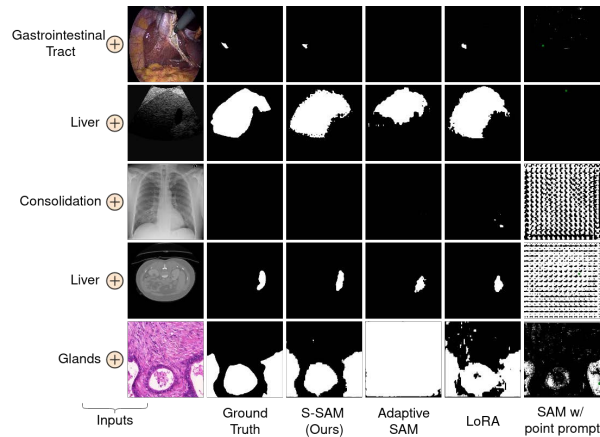 Gastrointestinal
Tract
Liver
Consolidation
Liver
Glands
Inputs
Ground
Truth
S-SAM
(Ours)
Adaptive
SAM
LoRA
SAM w/
point prompt